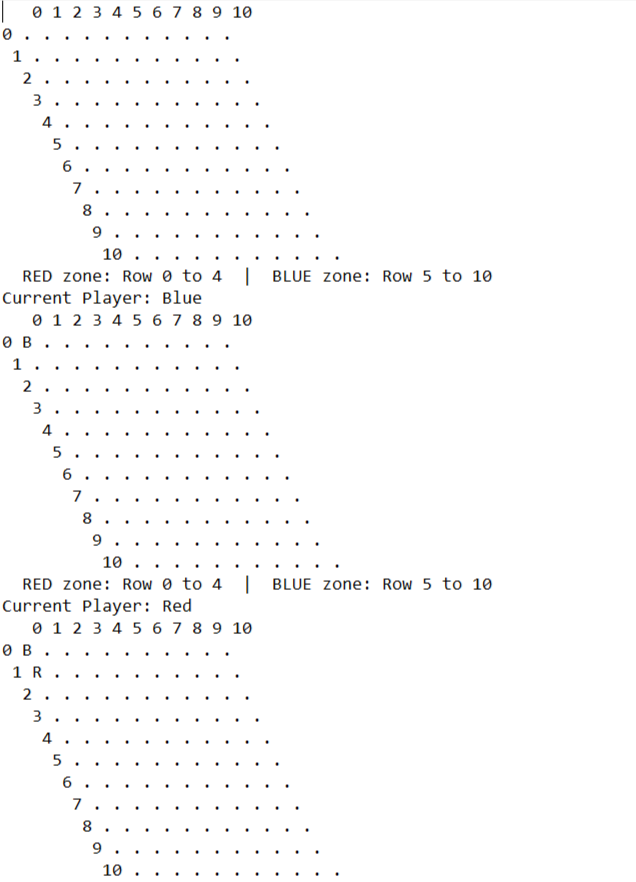 0 1 2 3 4 5 6 7 8 9 10
0 . . . . . . . . . . .
 1 . . . . . . . . . . .
  2 . . . . . . . . . . .
   3 . . . . . . . . . . .
    4 . . . . . . . . . . .
     5 . . . . . . . . . . .
      6 . . . . . . . . . . .
       7 . . . . . . . . . . .
        8 . . . . . . . . . . .
         9 . . . . . . . . . . .
          10 . . . . . . . . . . .
  RED zone: Row 0 to 4  |  BLUE zone: Row 5 to 10
Current Player: Blue
   0 1 2 3 4 5 6 7 8 9 10
0 B . . . . . . . . . .
 1 . . . . . . . . . . .
  2 . . . . . . . . . . .
   3 . . . . . . . . . . .
    4 . . . . . . . . . . .
     5 . . . . . . . . . . .
      6 . . . . . . . . . . .
       7 . . . . . . . . . . .
        8 . . . . . . . . . . .
         9 . . . . . . . . . . .
          10 . . . . . . . . . . .
  RED zone: Row 0 to 4  |  BLUE zone: Row 5 to 10
Current Player: Red
   0 1 2 3 4 5 6 7 8 9 10
0 B . . . . . . . . . .
 1 R . . . . . . . . . .
  2 . . . . . . . . . . .
   3 . . . . . . . . . . .
    4 . . . . . . . . . . .
     5 . . . . . . . . . . .
      6 . . . . . . . . . . .
       7 . . . . . . . . . . .
        8 . . . . . . . . . . .
         9 . . . . . . . . . . .
          10 . . . . . . . . . . .